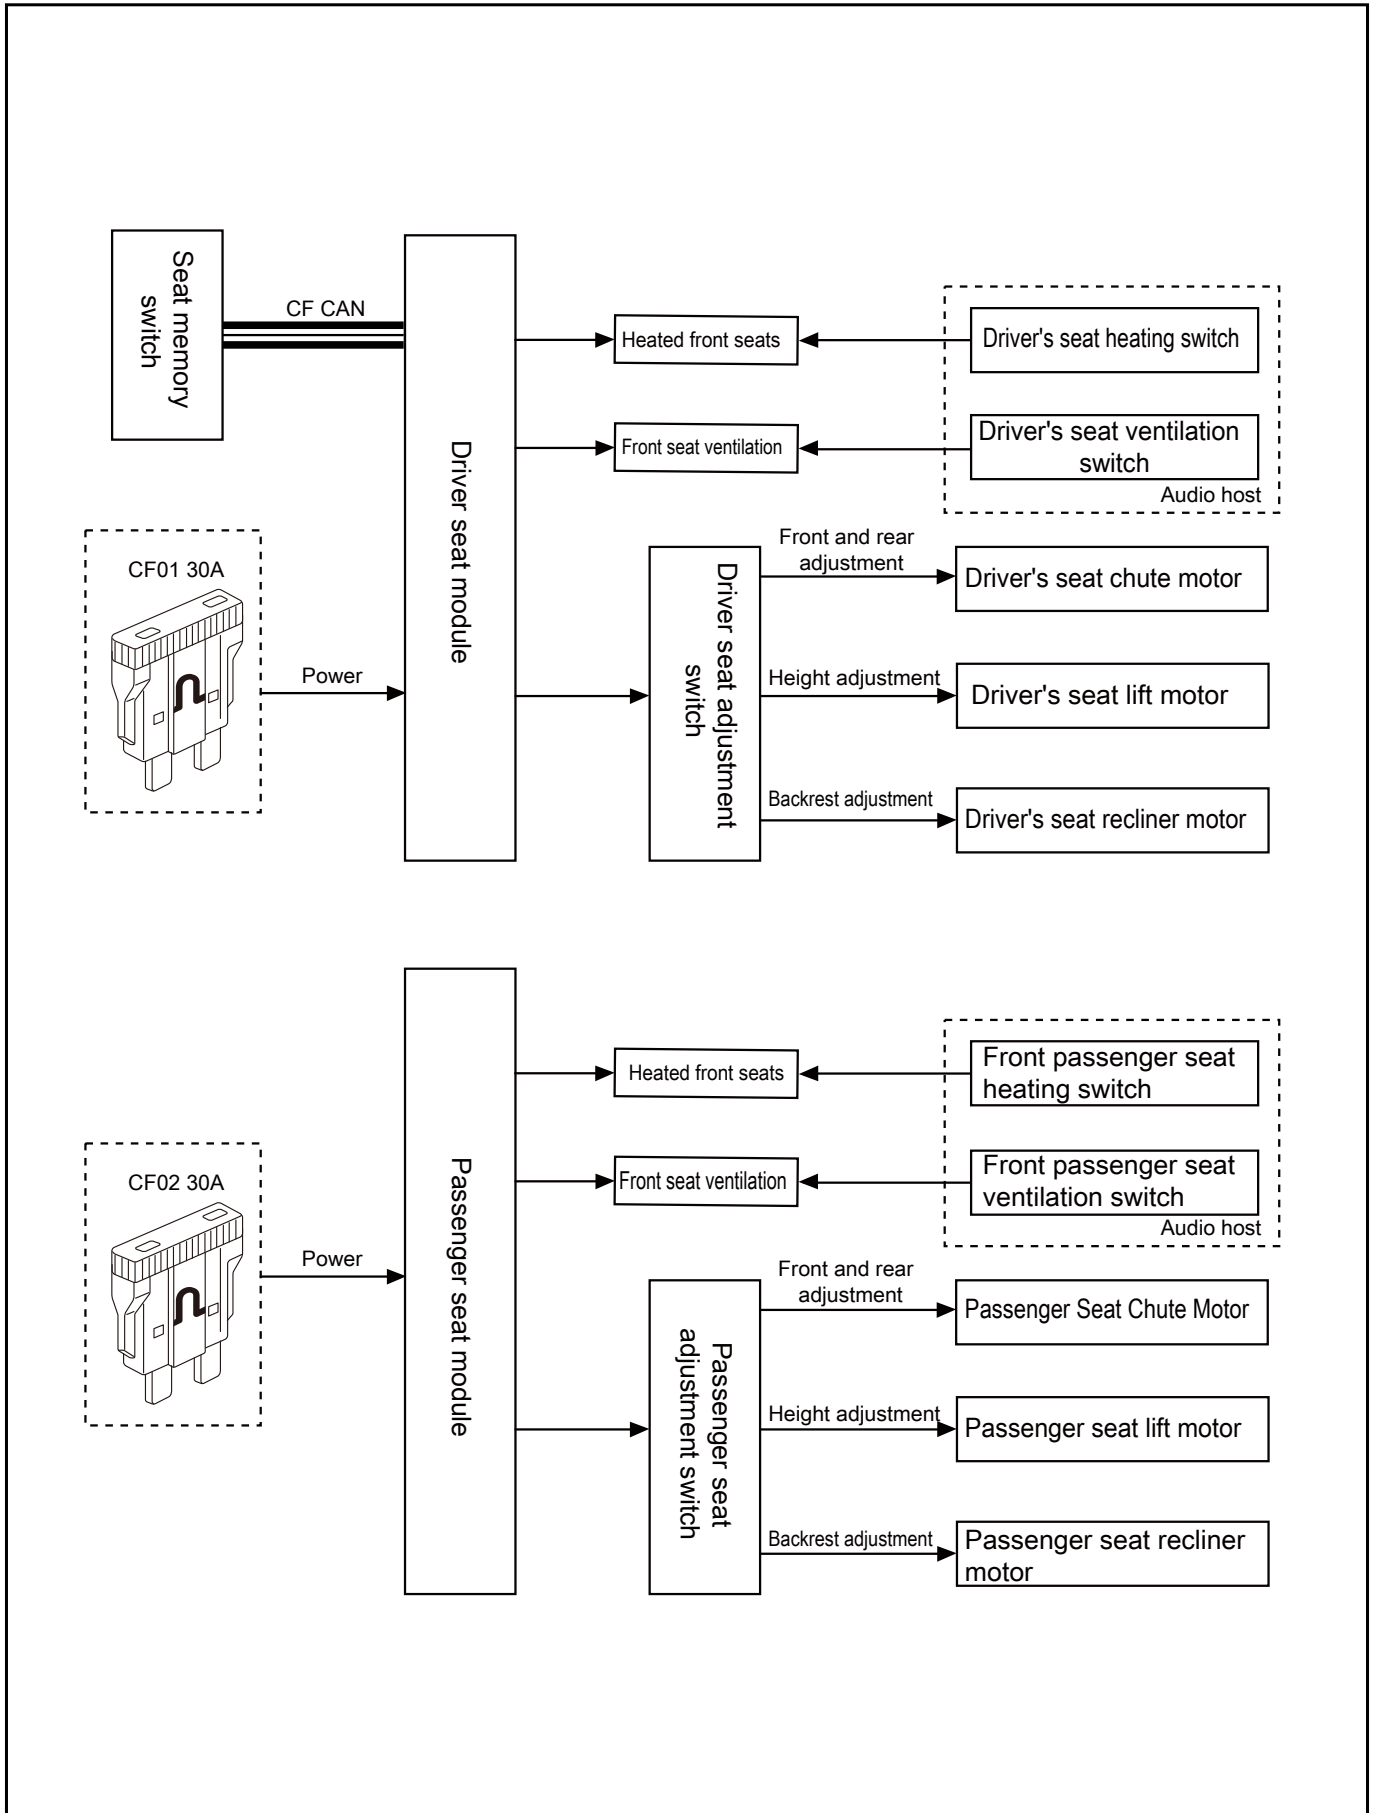 Seat memory
switch
CF CAN
Driver seat module
Heated front seats
Driver's seat heating switch
Front seat ventilation
Driver's seat ventilation
switch
Audio host
CF01 30A
Power
Driver seat adjustment
switch
Front and rear
adjustment
Driver's seat chute motor
Height adjustment
Driver's seat lift motor
Backrest adjustment
Driver's seat recliner motor
Passenger seat module
Heated front seats
Front passenger seat
heating switch
Front seat ventilation
Front passenger seat
ventilation switch
Audio host
CF02 30A
Power
Passenger seat
adjustment switch
Front and rear
adjustment
Passenger Seat Chute Motor
Height adjustment
Passenger seat lift motor
Backrest adjustment
Passenger seat recliner
motor